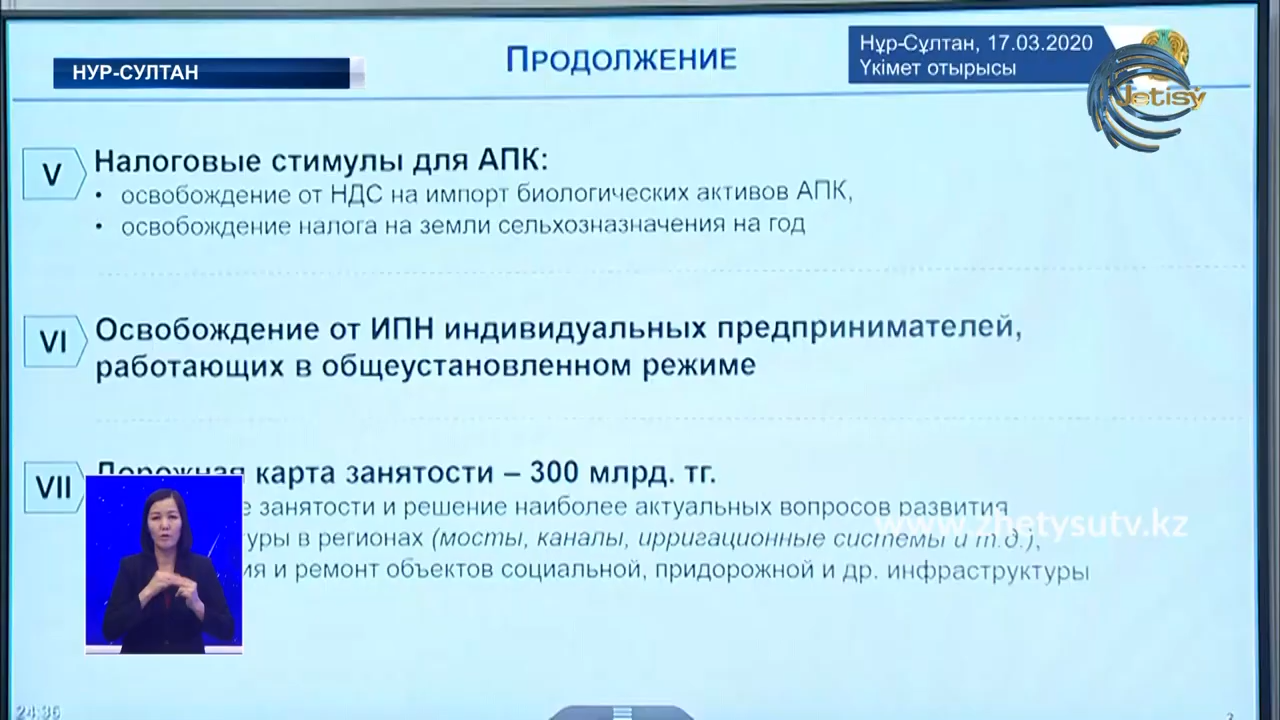 НУР-СУЛТАН
ПРОДОЛЖЕНИЕ
Нұр-Сұлтан, 17.03.2020
Үкімет отырысы
Jetisý
V
Налоговые стимулы для АПК:
• освобождение от НДС на импорт биологических активов АПК,
• освобождение налога на земли сельхозназначения на год
VI
Освобождение от ИПН индивидуальных предпринимателей,
работающих в общеустановленном режиме
VII
Дорожная карта занятости – 300 млрд. тг.
е занятости и решение наиболее актуальных вопросов развития
www.zhetysutv.kz
туры в регионах (мосты, каналы, ирригационные системы и т.д.),
ия и ремонт объектов социальной, придорожной и др. инфраструктуры
24:36